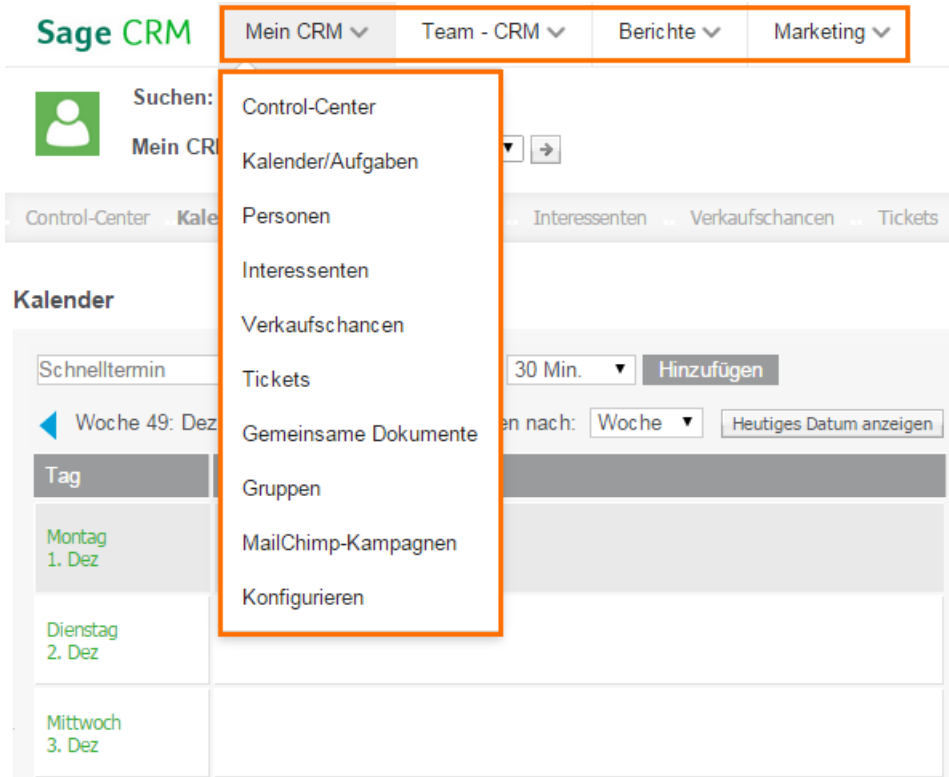 Sage CRM
Mein CRM
Team - CRM
Berichte
Marketing
Suchen:
Mein CR
Control-Center
Kalender/Aufgaben
Personen
Interessenten
Verkaufschancen
Tickets
Gemeinsame Dokumente
Gruppen
MailChimp-Kampagnen
Konfigurieren
Control-Center Kale Interessenten Verkaufschancen Tickets
Kalender
Schnelltermin 30 Min. Hinzufügen
Woche 49: Dez en nach: Woche Heutiges Datum anzeigen
Tag
Montag
1. Dez
Dienstag
2. Dez
Mittwoch
3. Dez